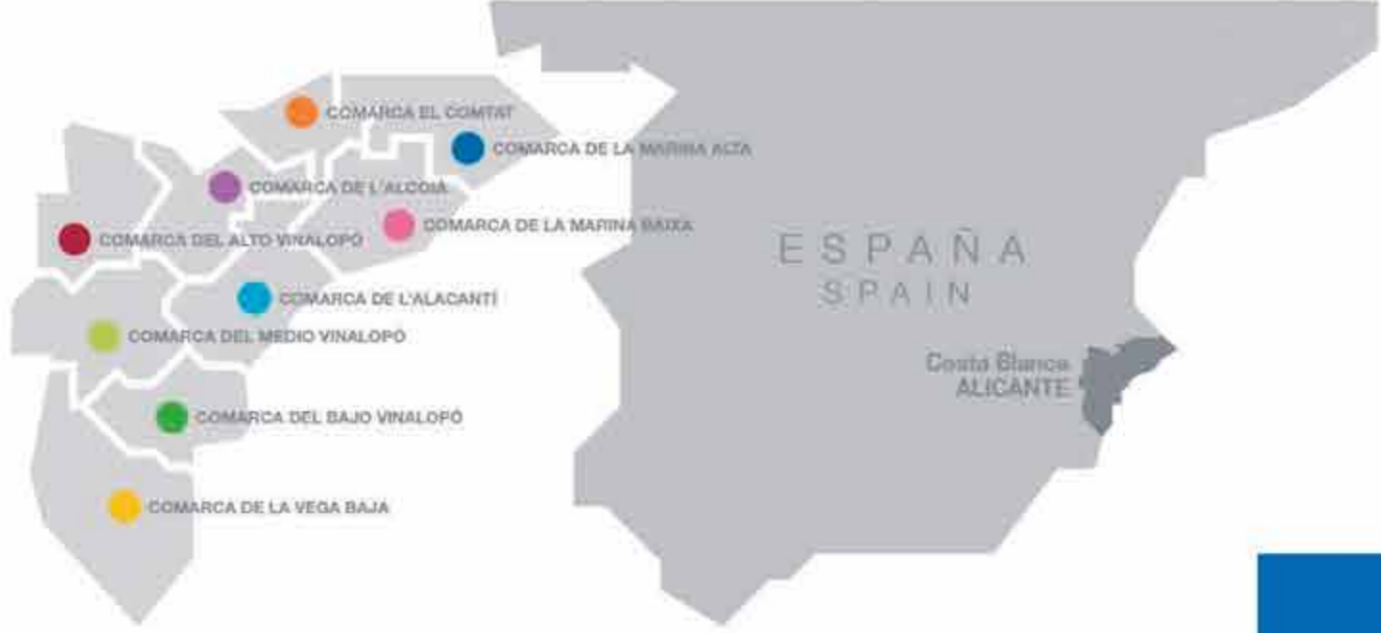 COMARCA EL COMTAT
COMARCA DE LA MARINA ALTA
COMARCA DE L'ALCOIÀ
COMARCA DE LA MARINA BAIXA
COMARCA DEL ALTO VINALOPÓ
COMARCA DE L'ALACANTÍ
COMARCA DEL MEDIO VINALOPÓ
COMARCA DEL BAJO VINALOPÓ
COMARCA DE LA VEGA BAJA
ESPAÑA
SPAIN
Costa Blanca
ALICANTE